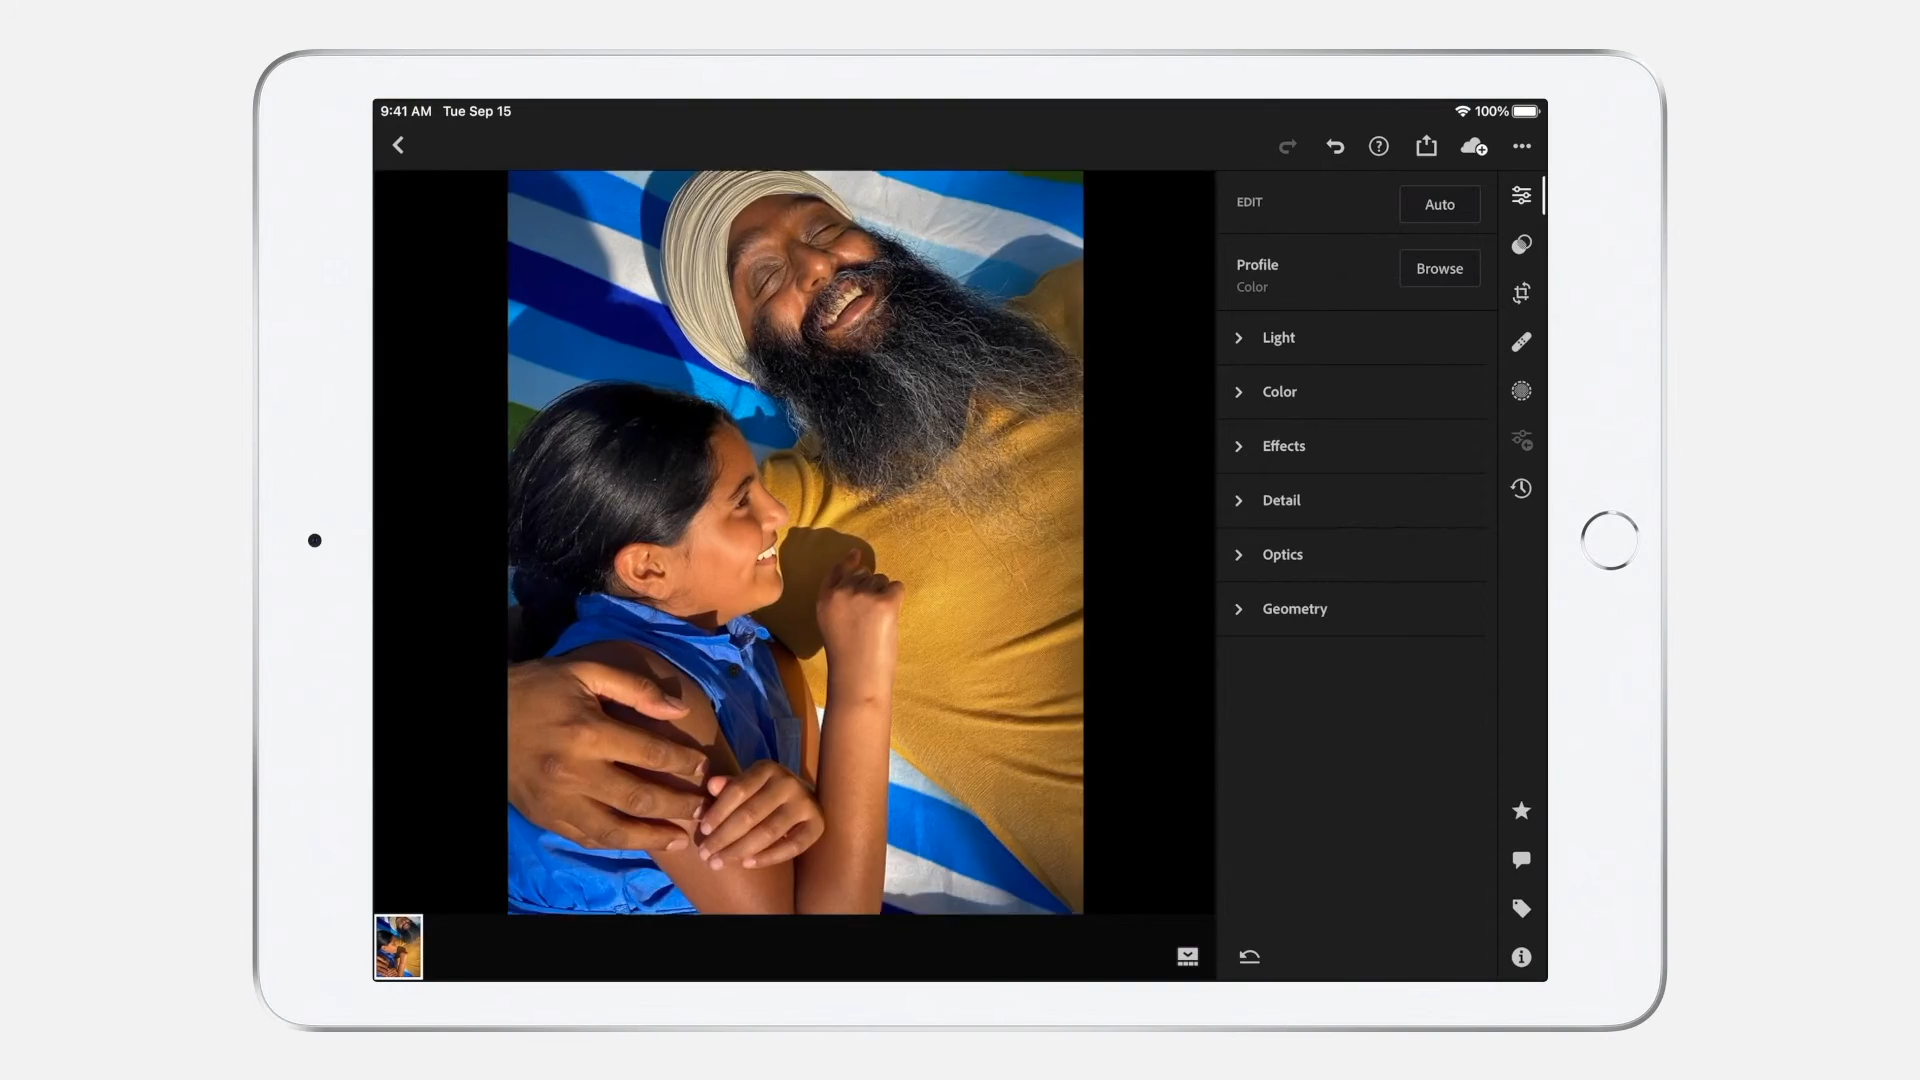 9:41 AM Tue Sep 15
100%
EDIT
Auto
Profile
Color
Browse
Light
Color
Effects
Detail
Optics
Geometry